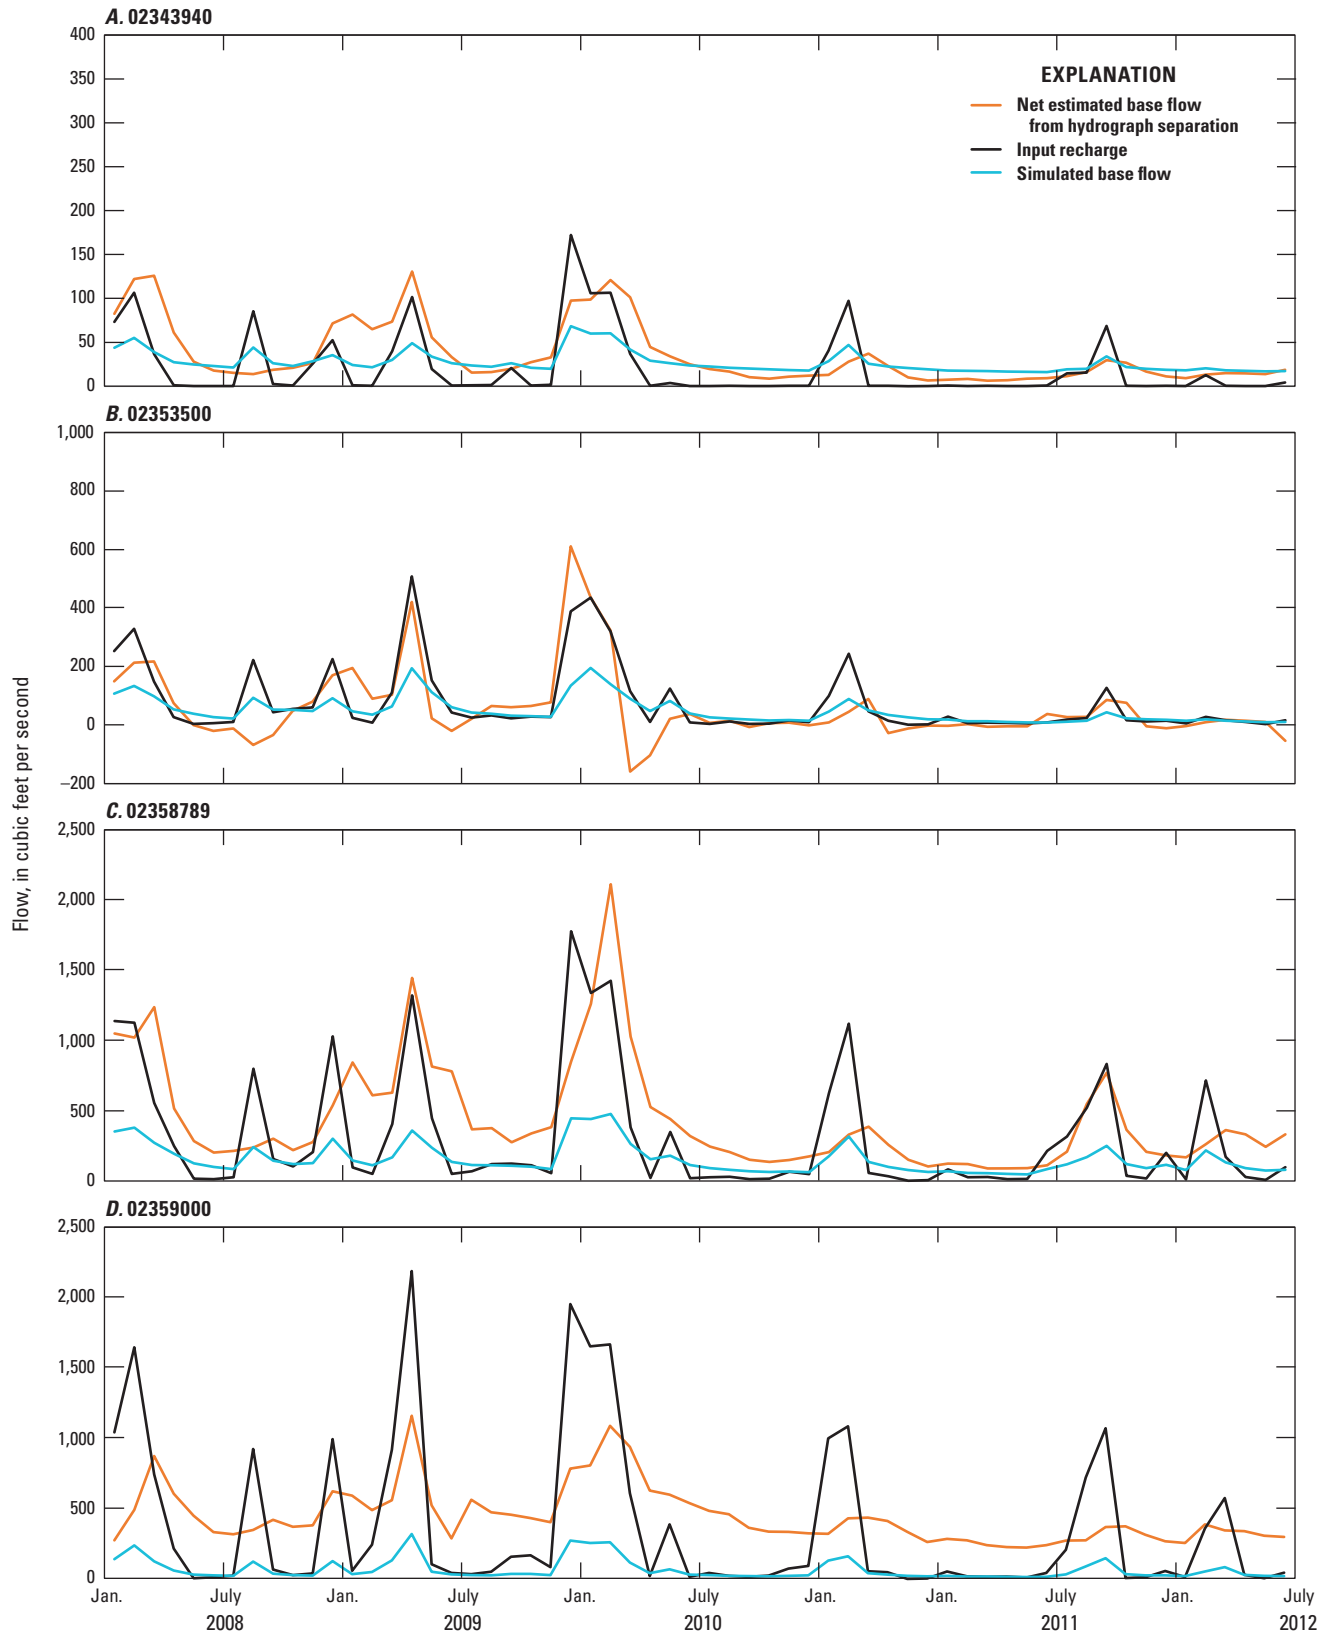 A. 02343940
400
350
300
250
200
150
100
50
0
EXPLANATION
Net estimated base flow
from hydrograph separation
Input recharge
Simulated base flow
B. 02353500
1,000
800
600
400
200
0
–200
Flow, in cubic feet per second
C. 02358789
2,500
2,000
1,500
1,000
500
0
D. 02359000
2,500
2,000
1,500
1,000
500
0
Jan. July Jan. July Jan. July Jan. Jan. July Jan. July
2008 2009 2010 2011 2012